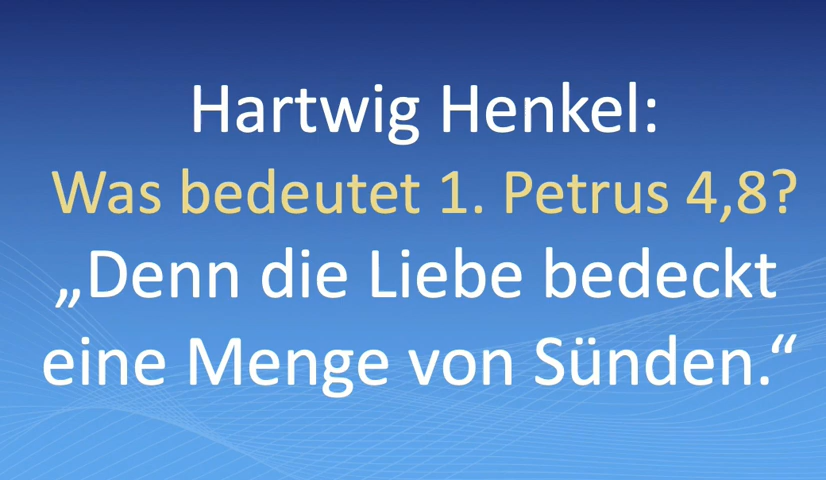 Hartwig Henkel:
Was bedeutet 1. Petrus 4,8?
„Denn die Liebe bedeckt
eine Menge von Sünden.“